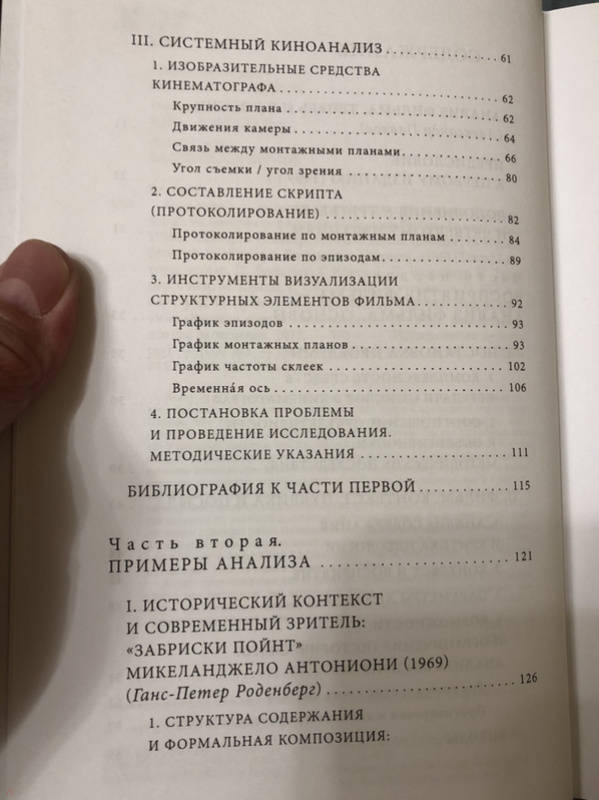 III. СИСТЕМНЫЙ КИНОАНАЛИЗ ........................ 61
1. ИЗОБРАЗИТЕЛЬНЫЕ СРЕДСТВА
КИНЕМАТОГРАФА ........................ 62
Крупность плана ........................ 62
Движения камеры ........................ 64
Связь между монтажными планами ........................ 66
Угол съемки / угол зрения ........................ 80
2. СОСТАВЛЕНИЕ СКРИПТА
(ПРОТОКОЛИРОВАНИЕ) ........................ 82
Протоколирование по монтажным планам ........................ 84
Протоколирование по эпизодам ........................ 89
3. ИНСТРУМЕНТЫ ВИЗУАЛИЗАЦИИ
СТРУКТУРНЫХ ЭЛЕМЕНТОВ ФИЛЬМА ........................ 92
График эпизодов ........................ 93
График монтажных планов ........................ 93
График частоты склеек ........................ 102
Временна́я ось ........................ 106
4. ПОСТАНОВКА ПРОБЛЕМЫ
И ПРОВЕДЕНИЕ ИССЛЕДОВАНИЯ.
МЕТОДИЧЕСКИЕ УКАЗАНИЯ ........................ 111
БИБЛИОГРАФИЯ К ЧАСТИ ПЕРВОЙ ........................ 115
Часть вторая.
ПРИМЕРЫ АНАЛИЗА ........................ 121
I. ИСТОРИЧЕСКИЙ КОНТЕКСТ
И СОВРЕМЕННЫЙ ЗРИТЕЛЬ:
«ЗАБРИСКИ ПОЙНТ»
МИКЕЛАНДЖЕЛО АНТОНИОНИ (1969)
(Ганс-Петер Роденберг) ........................ 126
1. СТРУКТУРА СОДЕРЖАНИЯ
И ФОРМАЛЬНАЯ КОМПОЗИЦИЯ: